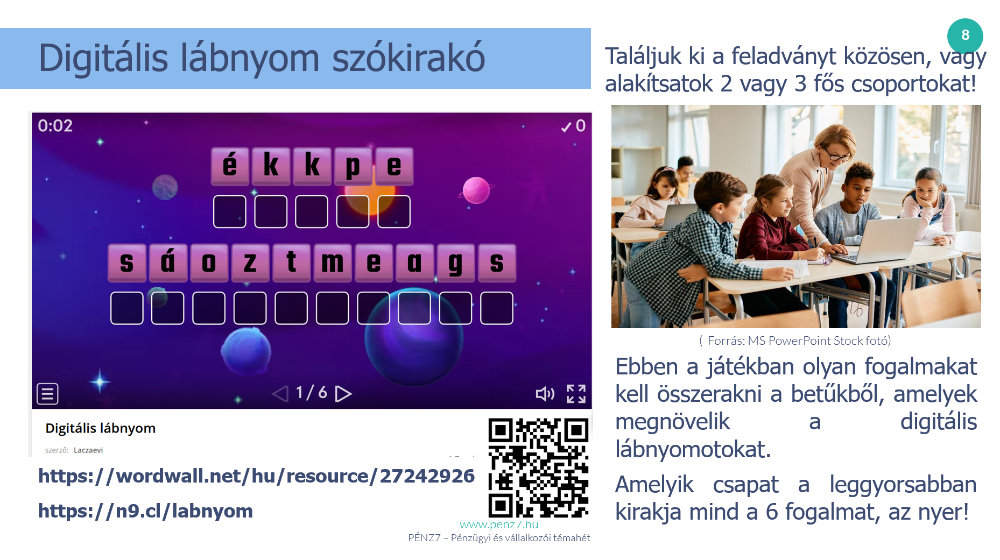 8
Digitális lábnyom szókirakó
Találjuk ki a feladványt közösen, vagy
alakítsatok 2 vagy 3 fős csoportokat!
0:02
0
é k k p e
s á o z t m e a g s
1 / 6
Digitális lábnyom
szerző: Laczaevi
https://wordwall.net/hu/resource/27242926
https://n9.cl/labnyom
( Forrás: MS PowerPoint Stock fotó)
Ebben a játékban olyan fogalmakat
kell összerakni a betűkből, amelyek
megnövelik a digitális
lábnyomotokat.
Amelyik csapat a leggyorsabban
kirakja mind a 6 fogalmat, az nyer!
www.penz7.hu
PÉNZ7 – Pénzügyi és vállalkozói témahét